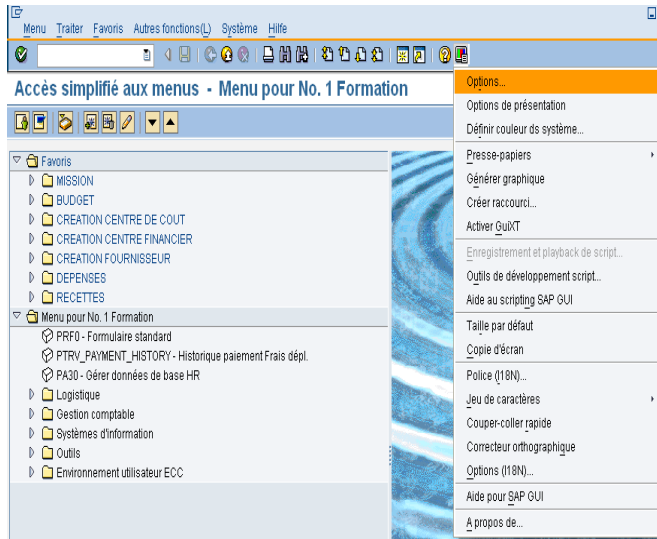 Menu Traiter Favoris Autres fonctions(L) Système Hilfe
Accès simplifié aux menus - Menu pour No. 1 Formation
Favoris
MISSION
BUDGET
CREATION CENTRE DE COUT
CREATION CENTRE FINANCIER
CREATION FOURNISSEUR
DEPENSES
RECETTES
Menu pour No. 1 Formation
PRF0 - Formulaire standard
PTRV_PAYMENT_HISTORY - Historique paiement Frais dépl.
PA30 - Gérer données de base HR
Logistique
Gestion comptable
Systèmes d'information
Outils
Environnement utilisateur ECC
Options...
Options de présentation
Définir couleur ds système...
Presse-papiers
Générer graphique
Créer raccourci...
Activer GuiXT
Enregistrement et playback de script...
Outils de développement script...
Aide au scripting SAP GUI
Taille par défaut
Copie d'écran
Police (I18N)...
Jeu de caractères
Couper-coller rapide
Correcteur orthographique
Options (I18N)...
Aide pour SAP GUI
A propos de...